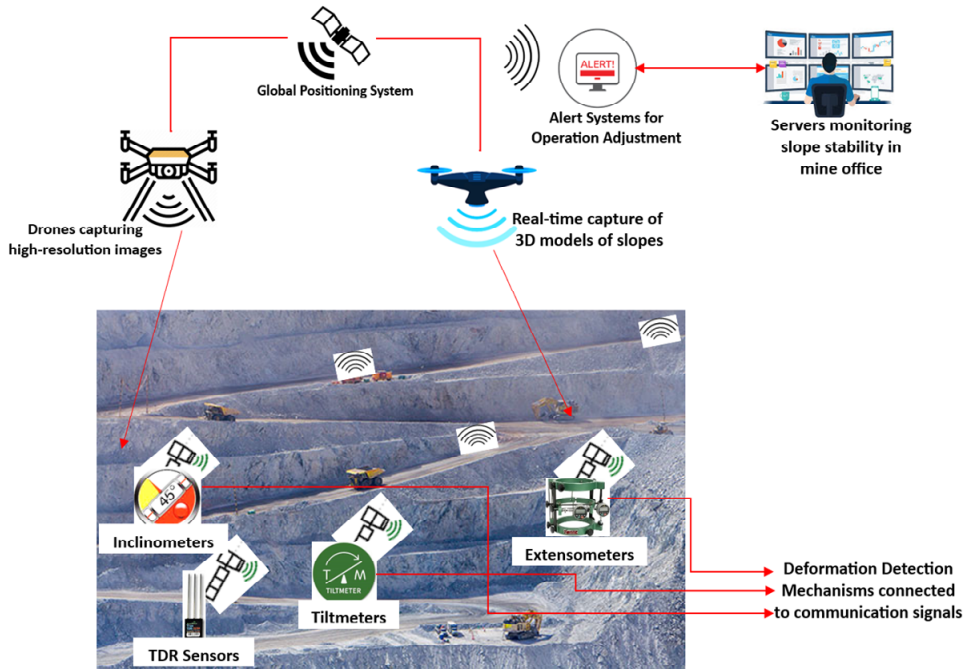 Global Positioning System
ALERT!
Alert Systems for
Operation Adjustment
Servers monitoring
slope stability in
mine office
Drones capturing
high-resolution images
Real-time capture of
3D models of slopes
45°
Inclinometers
T M
TILTMETER
Tiltmeters
TDR Sensors
Extensometers
Deformation Detection
Mechanisms connected
to communication signals